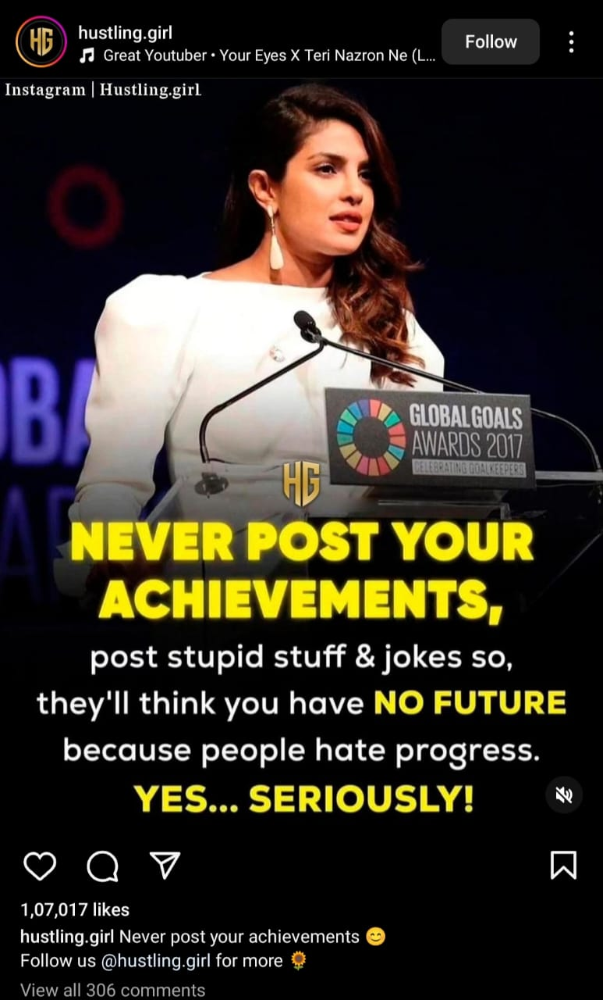 HG
hustling.girl
Follow
Great Youtuber • Your Eyes X Teri Nazron Ne (L...
Instagram | Hustling.girl
OBA
A
GLOBAL GOALS
AWARDS 2017
CELEBRATING GOALKEEPERS
HG
NEVER POST YOUR
ACHIEVEMENTS,
post stupid stuff & jokes so,
they'll think you have NO FUTURE
because people hate progress.
YES... SERIOUSLY!
1,07,017 likes
hustling.girl Never post your achievements 😊
Follow us @hustling.girl for more 🌻
View all 306 comments